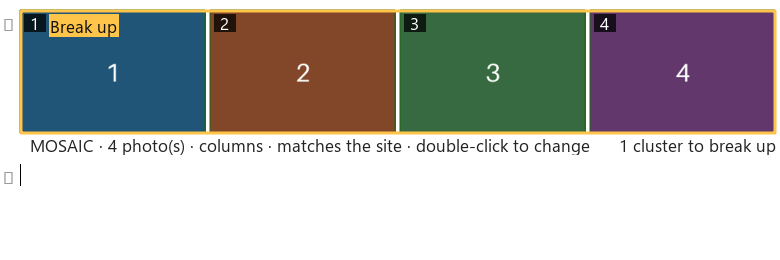 1 Break up 2 3 4
1 2 3 4
MOSAIC · 4 photo(s) · columns · matches the site · double-click to change 1 cluster to break up